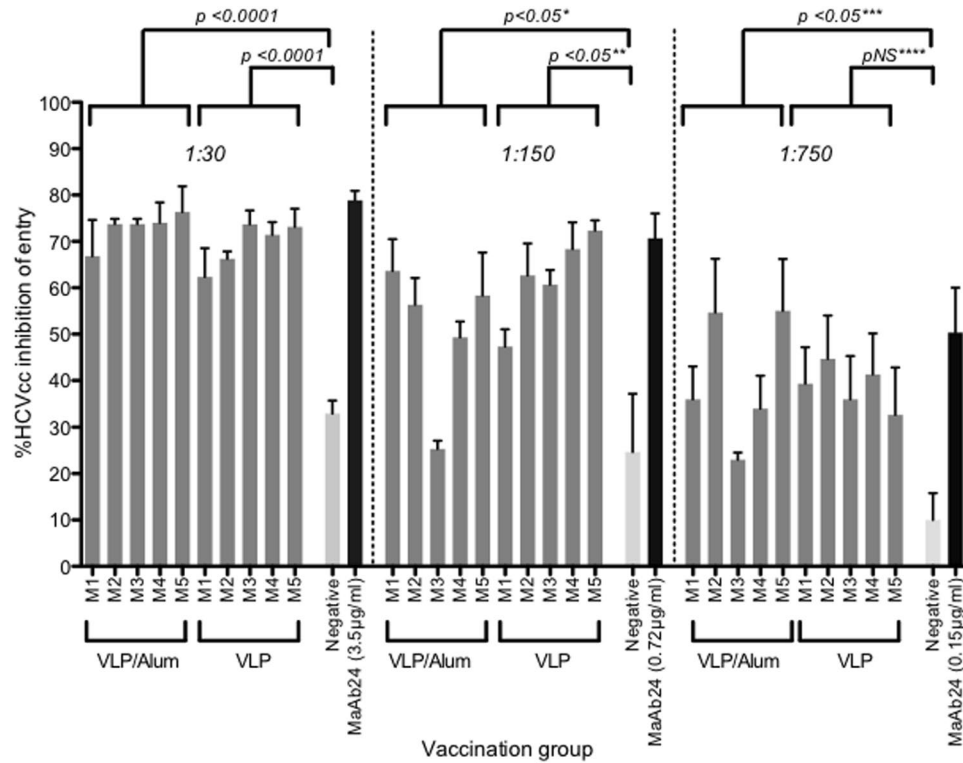 p <0.0001
p<0.05*
p <0.05***
p <0.0001
p <0.05**
pNS****
100
90
80
70
60
50
40
30
20
10
0
%HCVcc inhibition of entry
1:30
1:150
1:750
M1 M2 M3 M4 M5 M1 M2 M3 M4 M5 Negative MaAb24 (3.5µg/ml)
M1 M2 M3 M4 M5 M1 M2 M3 M4 M5 Negative MaAb24 (0.72µg/ml)
M1 M2 M3 M4 M5 M1 M2 M3 M4 M5 Negative MaAb24 (0.15µg/ml)
VLP/Alum VLP
VLP/Alum VLP
VLP/Alum VLP
Vaccination group